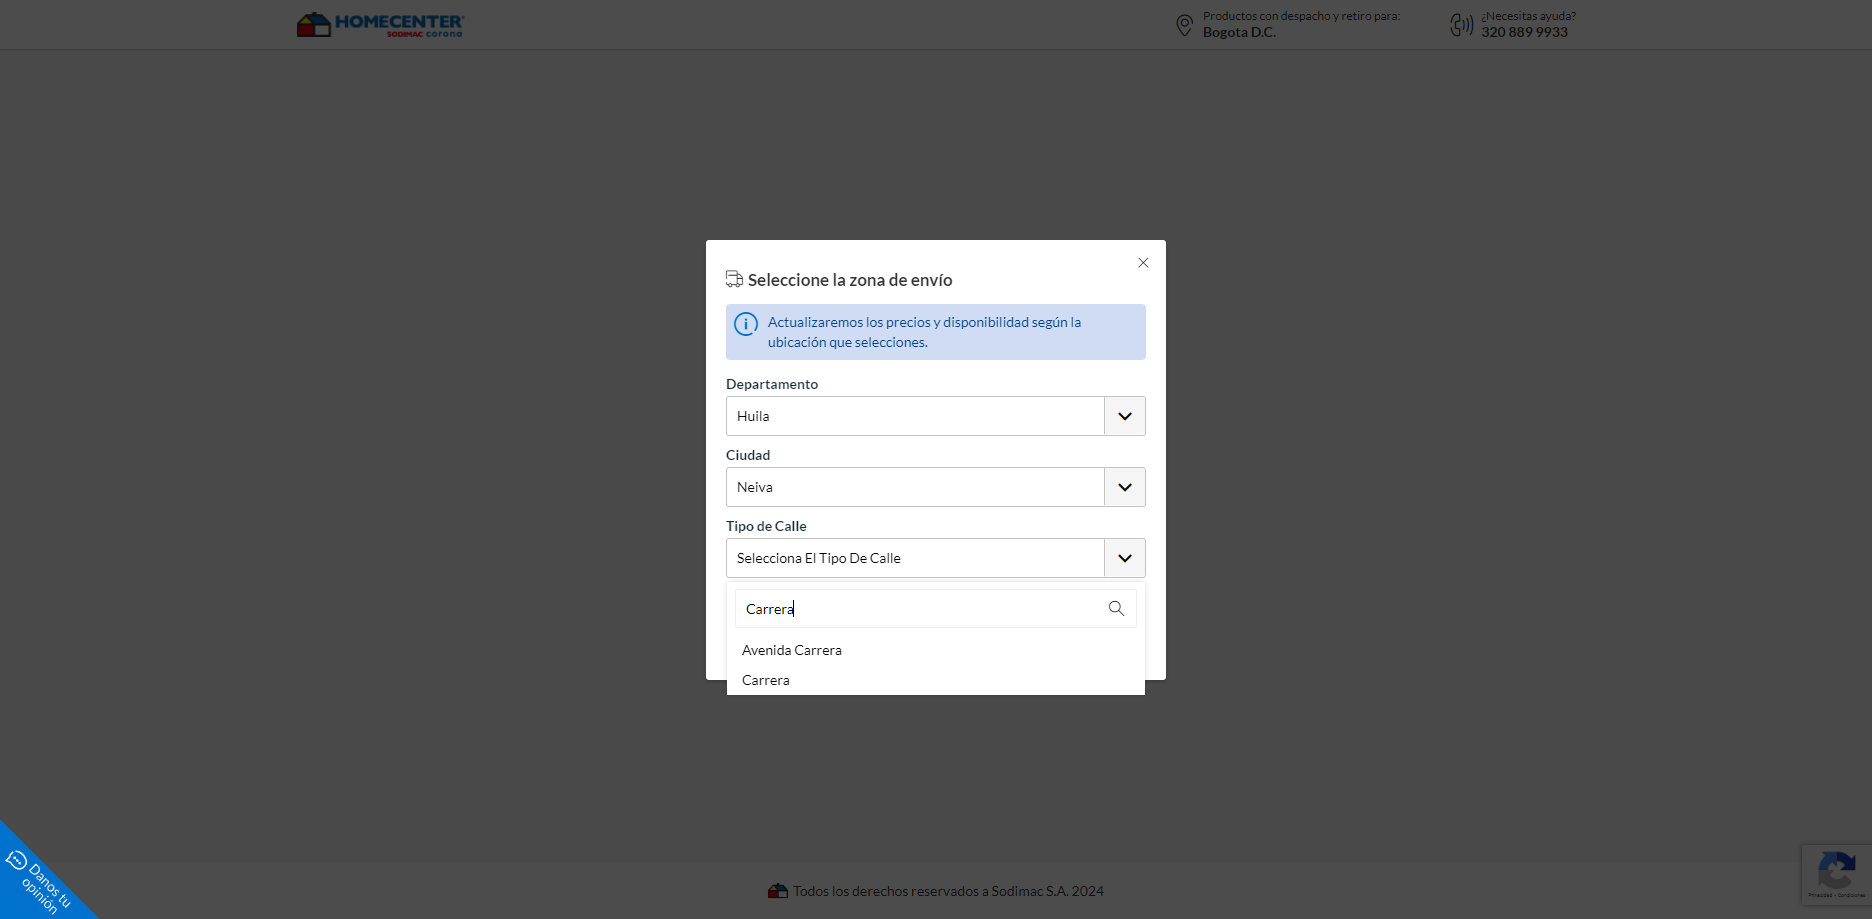 HOMECENTER
SODIMAC corona
Productos con despacho y retiro para:
Bogota D.C.
¿Necesitas ayuda?
320 889 9933
Seleccione la zona de envío
Actualizaremos los precios y disponibilidad según la
ubicación que selecciones.
Departamento
Huila
Ciudad
Neiva
Tipo de Calle
Selecciona El Tipo De Calle
Carrera
Avenida Carrera
Carrera
Danos tu
opinión
Todos los derechos reservados a Sodimac S.A. 2024
Privacidad - Condiciones